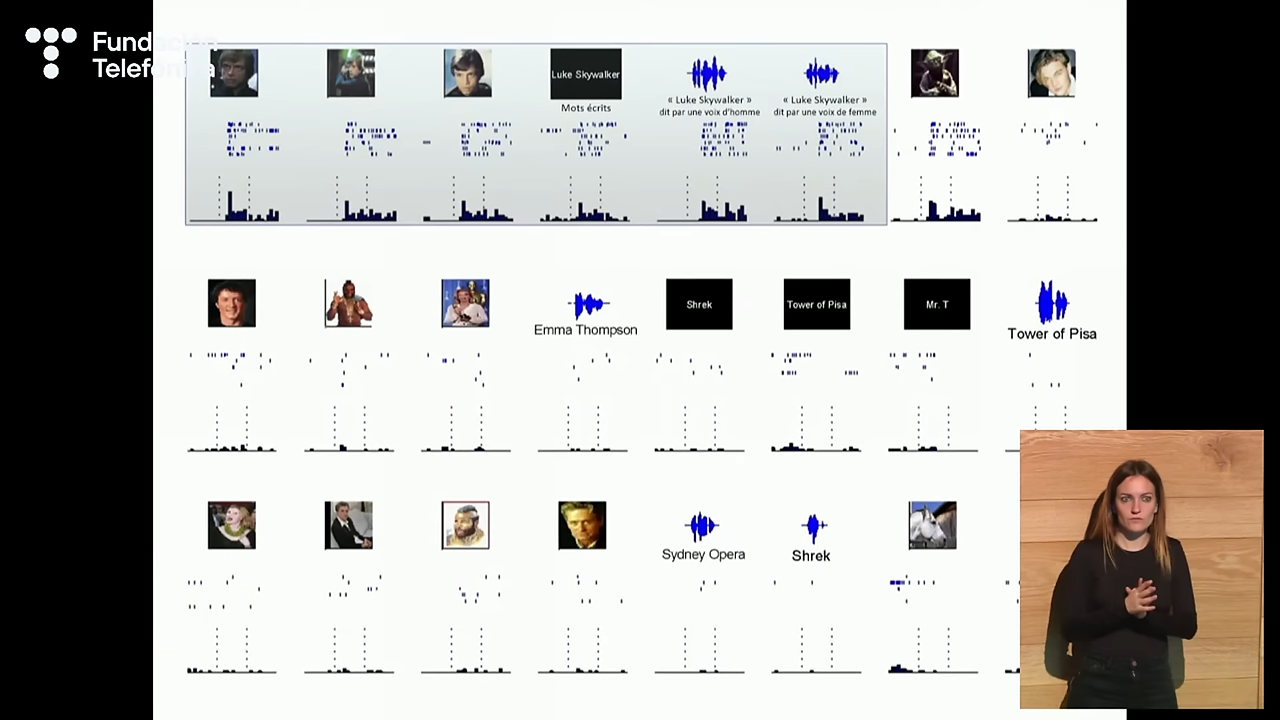 Fundación
Telefónica
Luke Skywalker
Mots écrits
« Luke Skywalker »
dit par une voix d'homme
« Luke Skywalker »
dit par une voix de femme
Emma Thompson
Shrek
Tower of Pisa
Mr. T
Tower of Pisa
Sydney Opera
Shrek